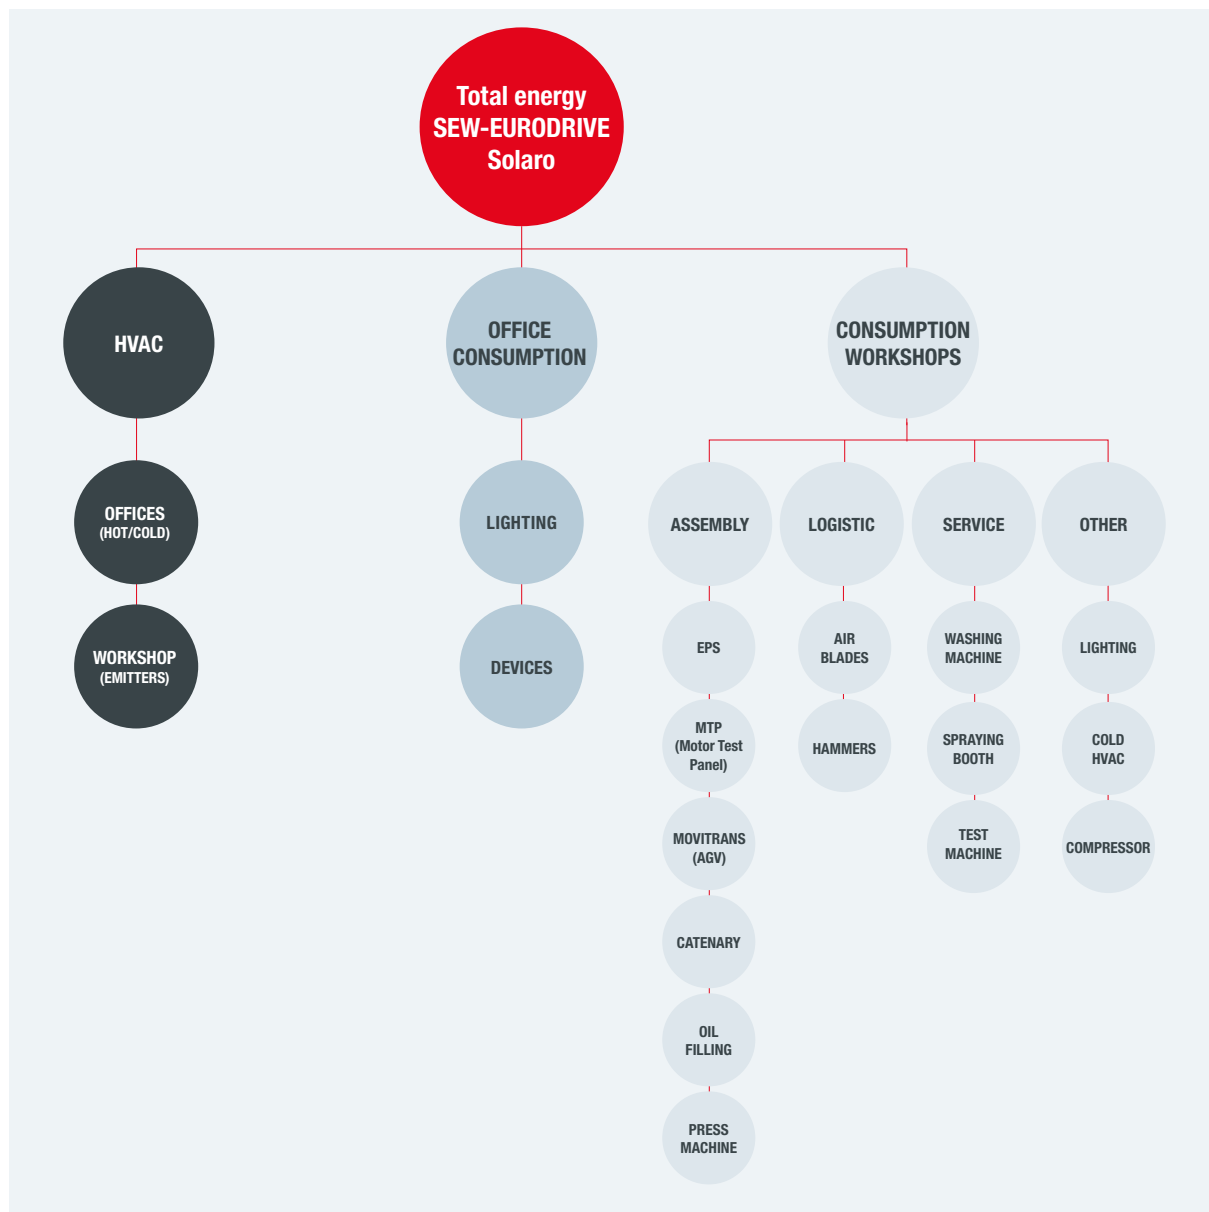 Total energy
SEW-EURODRIVE
Solaro
HVAC
OFFICE
CONSUMPTION
CONSUMPTION
WORKSHOPS
OFFICES
(HOT/COLD)
WORKSHOP
(EMITTERS)
LIGHTING
DEVICES
ASSEMBLY
LOGISTIC
SERVICE
OTHER
EPS
MTP
(Motor Test
Panel)
MOVITRANS
(AGV)
CATENARY
OIL
FILLING
PRESS
MACHINE
AIR
BLADES
HAMMERS
WASHING
MACHINE
SPRAYING
BOOTH
TEST
MACHINE
LIGHTING
COLD
HVAC
COMPRESSOR